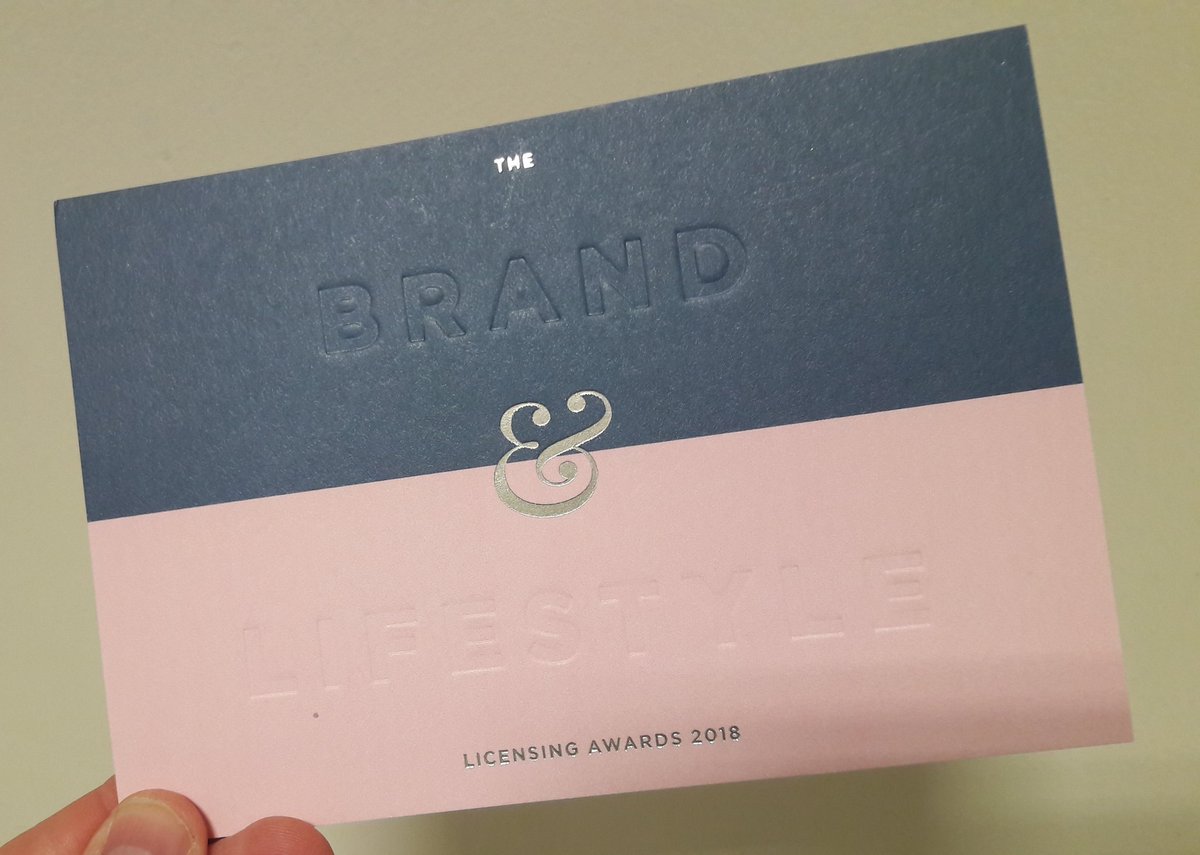 THE
BRAND
&
LIFESTYLE
LICENSING AWARDS 2018